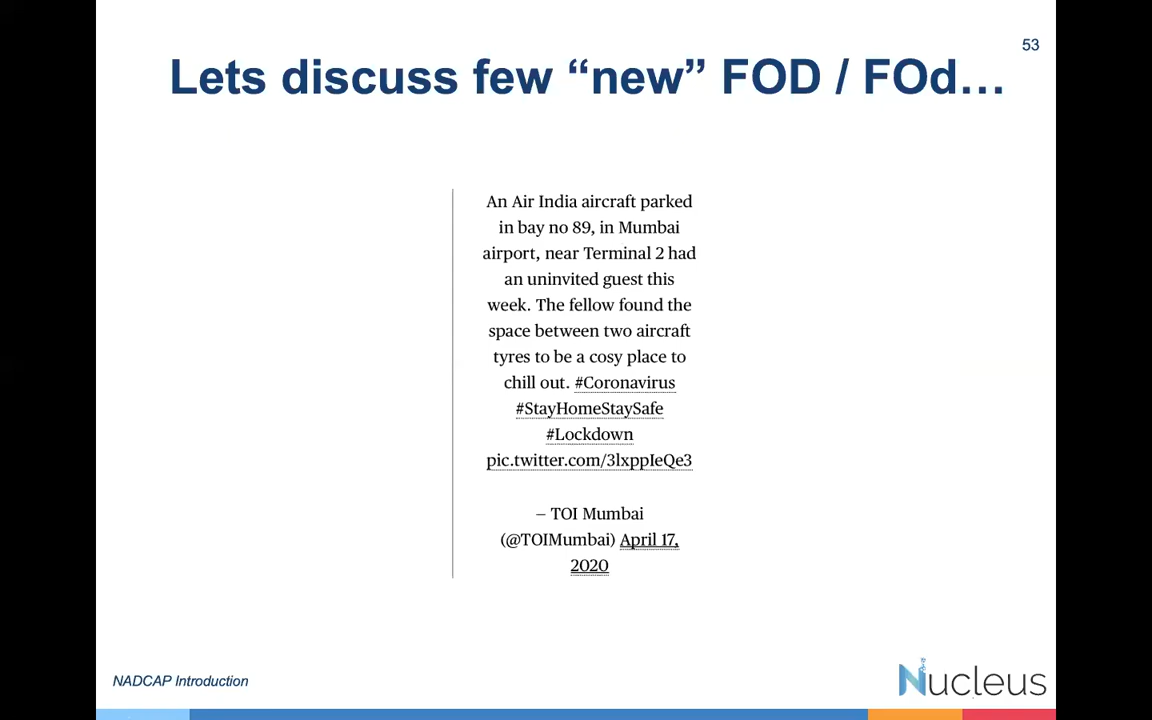 53
Lets discuss few “new” FOD / FOd…
An Air India aircraft parked
in bay no 89, in Mumbai
airport, near Terminal 2 had
an uninvited guest this
week. The fellow found the
space between two aircraft
tyres to be a cosy place to
chill out. #Coronavirus
#StayHomeStaySafe
#Lockdown
pic.twitter.com/3lxppIeQe3
— TOI Mumbai
(@TOIMumbai) April 17,
2020
NADCAP Introduction
Nucleus